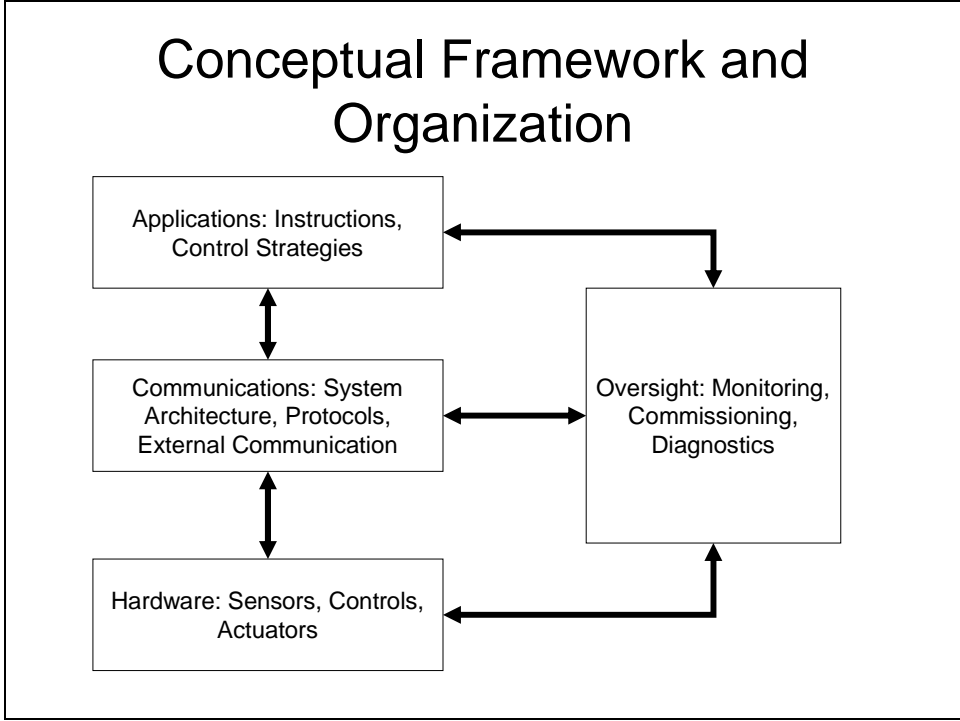 Conceptual Framework and
Organization
Applications: Instructions,
Control Strategies
Communications: System
Architecture, Protocols,
External Communication
Oversight: Monitoring,
Commissioning,
Diagnostics
Hardware: Sensors, Controls,
Actuators